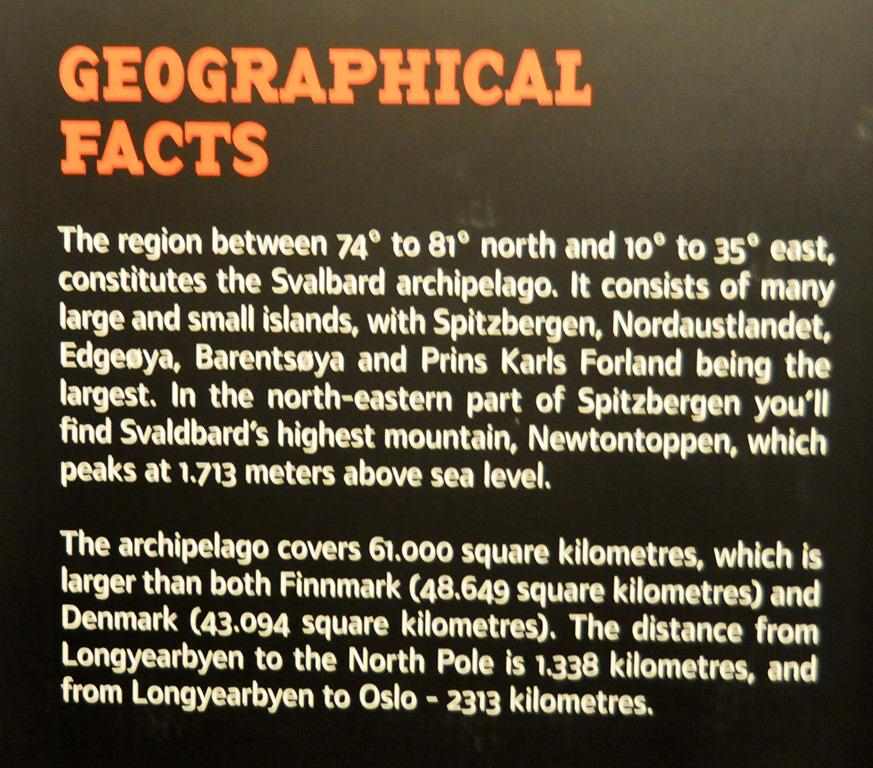 GEOGRAPHICAL
FACTS
The region between 74° to 81° north and 10° to 35° east,
constitutes the Svalbard archipelago. It consists of many
large and small islands, with Spitzbergen, Nordaustlandet,
Edgeøya, Barentsøya and Prins Karls Forland being the
largest. In the north-eastern part of Spitzbergen you'll
find Svaldbard's highest mountain, Newtontoppen, which
peaks at 1.713 meters above sea level.
The archipelago covers 61.000 square kilometres, which is
larger than both Finnmark (48.649 square kilometres) and
Denmark (43.094 square kilometres). The distance from
Longyearbyen to the North Pole is 1.338 kilometres, and
from Longyearbyen to Oslo - 2313 kilometres.